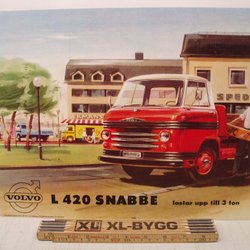 SPED
VOLVO
L 420 SNABBE
lastar upp till 3 ton
XL XL-BYGG